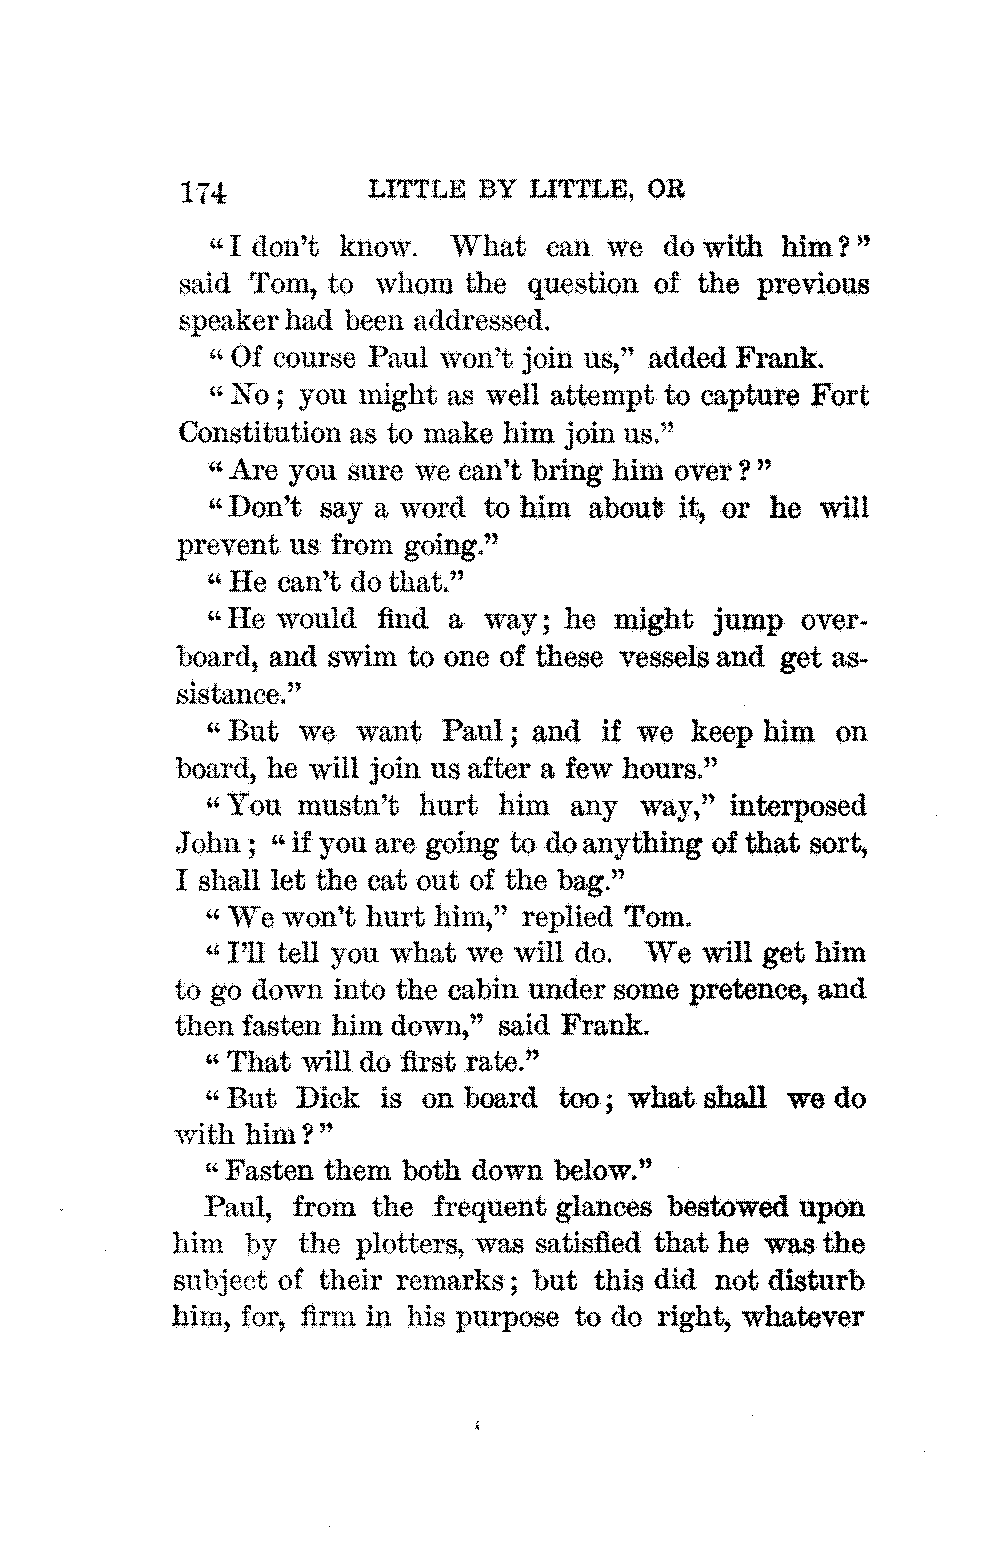 174 LITTLE BY LITTLE, OR
“I don’t know. What can we do with him?”
said Tom, to whom the question of the previous
speaker had been addressed.
“Of course Paul won’t join us,” added Frank.
“No; you might as well attempt to capture Fort
Constitution as to make him join us.”
“Are you sure we can’t bring him over?”
“Don’t say a word to him about it, or he will
prevent us from going.”
“He can’t do that.”
“He would find a way; he might jump over-
board, and swim to one of these vessels and get as-
sistance.”
“But we want Paul; and if we keep him on
board, he will join us after a few hours.”
“You mustn’t hurt him any way,” interposed
John; “if you are going to do anything of that sort,
I shall let the cat out of the bag.”
“We won’t hurt him,” replied Tom.
“I’ll tell you what we will do. We will get him
to go down into the cabin under some pretence, and
then fasten him down,” said Frank.
“That will do first rate.”
“But Dick is on board too; what shall we do
with him?”
“Fasten them both down below.”
Paul, from the frequent glances bestowed upon
him by the plotters, was satisfied that he was the
subject of their remarks; but this did not disturb
him, for, firm in his purpose to do right, whatever